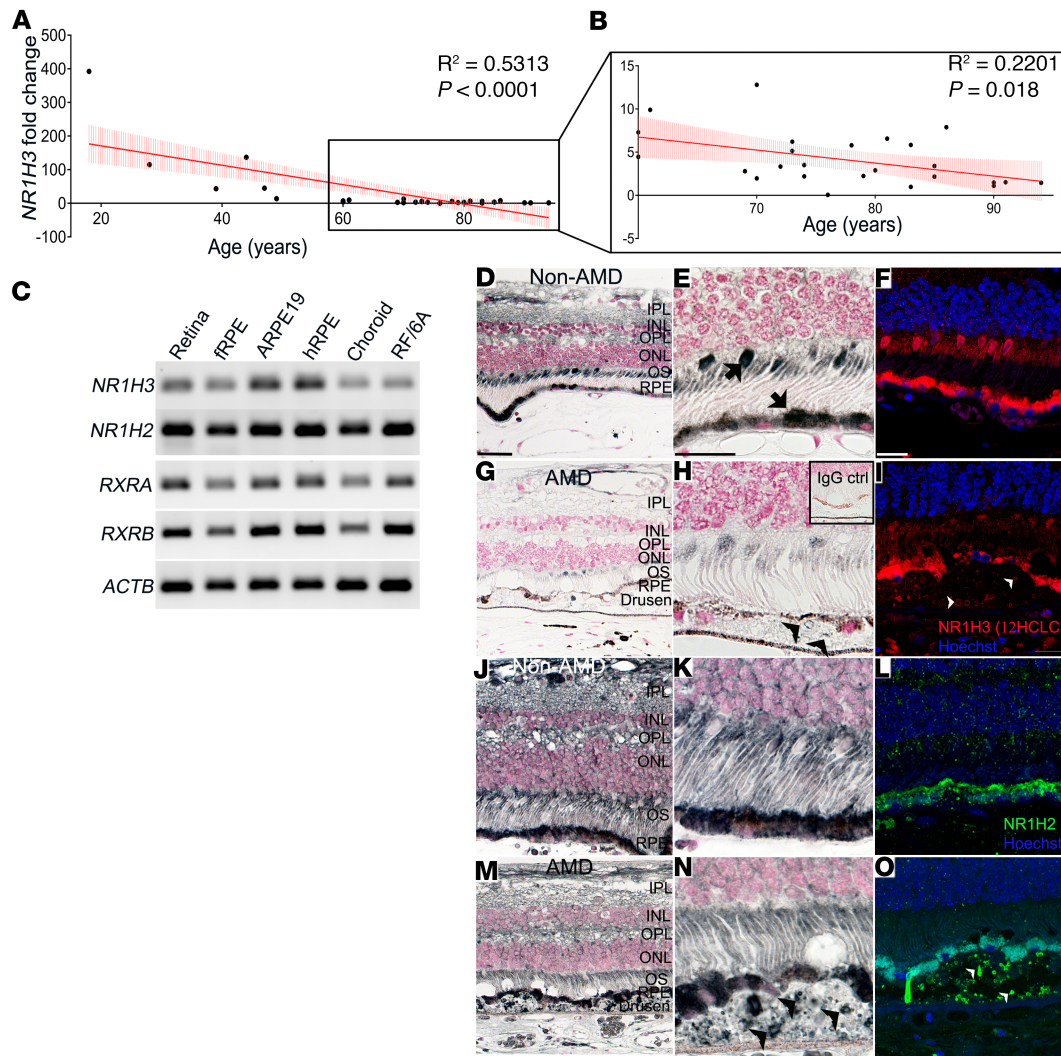 A
500
400
300
200
100
0
-100
NR1H3 fold change
R² = 0.5313
P < 0.0001
20
40
60
80
Age (years)
B
15
10
5
0
-5
R² = 0.2201
P = 0.018
70
80
90
Age (years)
C
Retina
fRPE
ARPE19
hRPE
Choroid
RF/6A
NR1H3
NR1H2
RXRA
RXRB
ACTB
D
Non-AMD
IPL
INL
OPL
ONL
OS
RPE
E
F
G
AMD
IPL
INL
OPL
ONL
OS
RPE
Drusen
H
IgG ctrl
I
NR1H3 (12HCLC
Hoechst
J
Non-AMD
IPL
INL
OPL
ONL
OS
RPE
K
L
NR1H2
Hoechst
M
AMD
IPL
INL
OPL
ONL
OS
RPE
Drusen
N
O